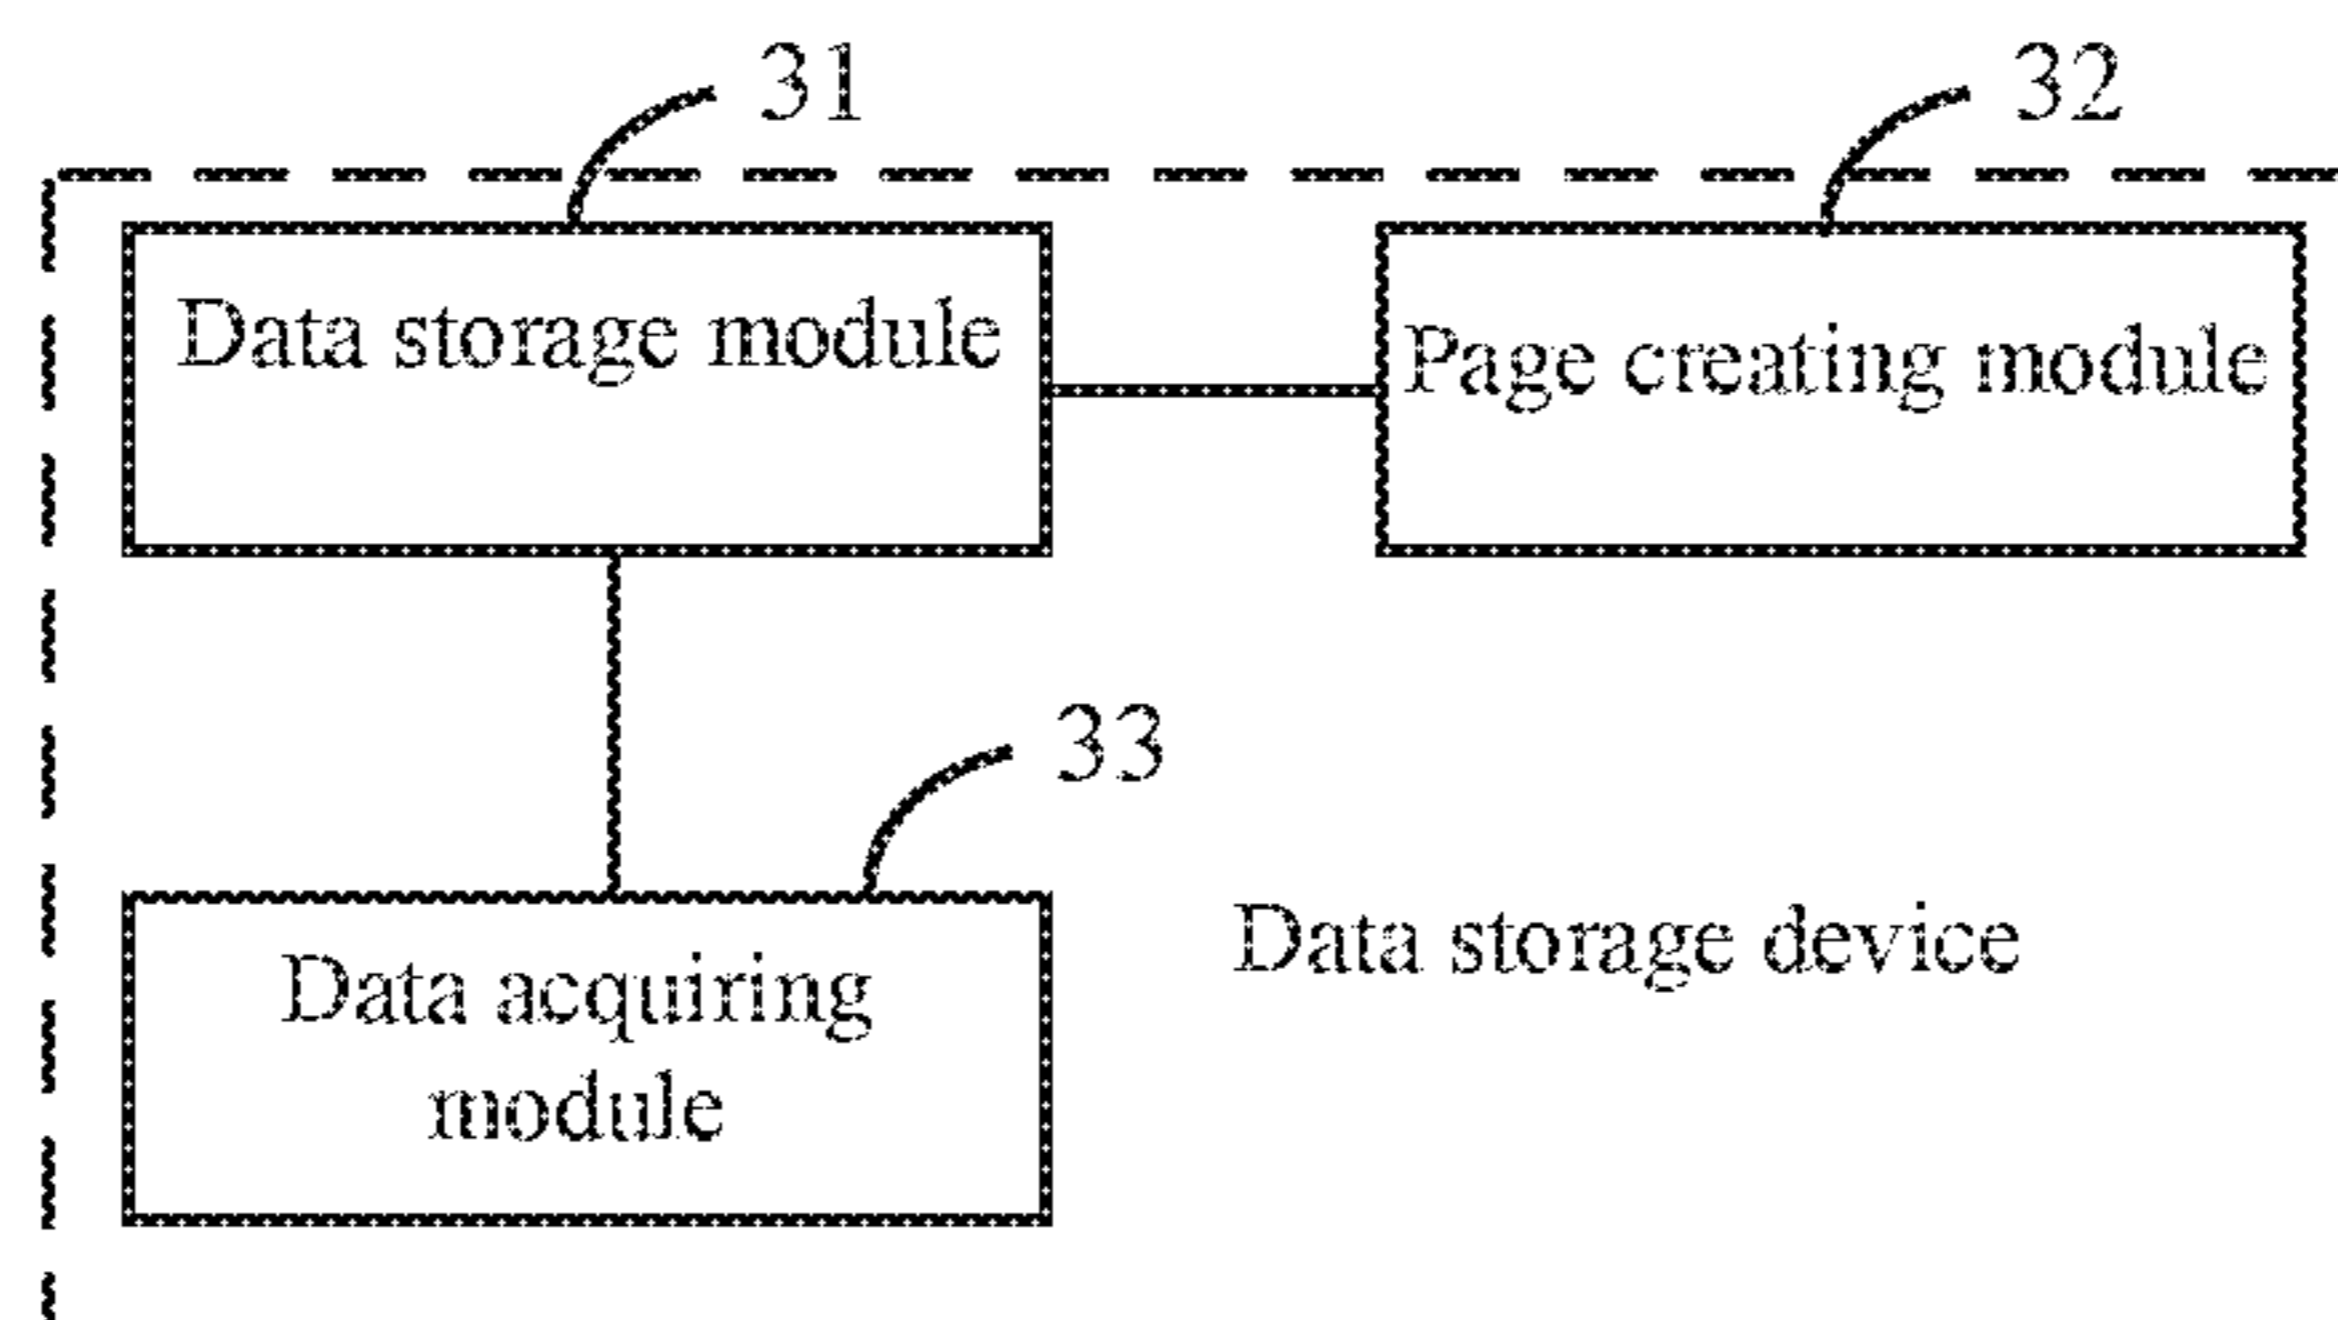 31
32
Data storage module
Page creating module
33
Data storage device
Data acquiring
module